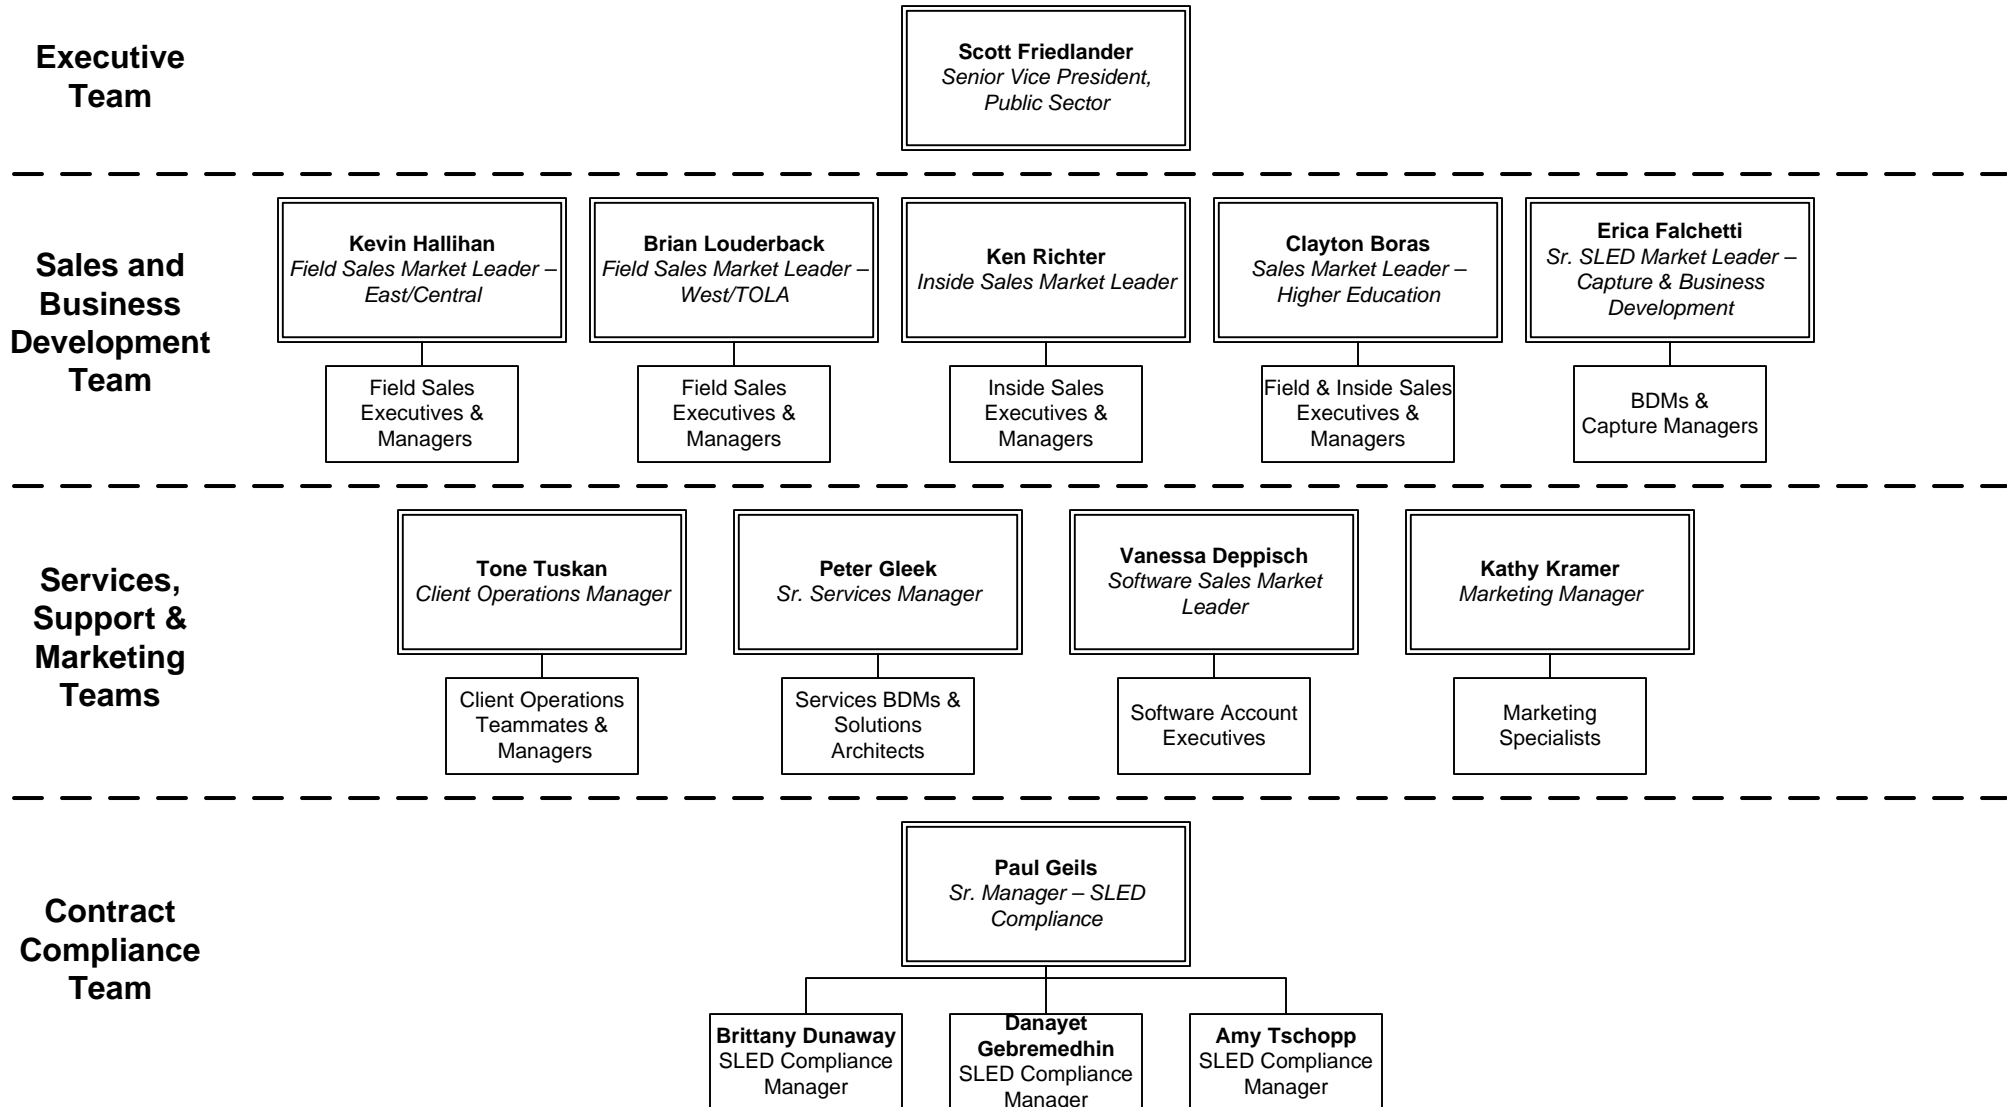 Executive
Team
Scott Friedlander
Senior Vice President,
Public Sector
Sales and
Business
Development
Team
Kevin Hallihan
Field Sales Market Leader –
East/Central
Field Sales
Executives &
Managers
Brian Louderback
Field Sales Market Leader –
West/TOLA
Field Sales
Executives &
Managers
Ken Richter
Inside Sales Market Leader
Inside Sales
Executives &
Managers
Clayton Boras
Sales Market Leader –
Higher Education
Field & Inside Sales
Executives &
Managers
Erica Falchetti
Sr. SLED Market Leader –
Capture & Business
Development
BDMs &
Capture Managers
Services,
Support &
Marketing
Teams
Tone Tuskan
Client Operations Manager
Client Operations
Teammates &
Managers
Peter Gleek
Sr. Services Manager
Services BDMs &
Solutions
Architects
Vanessa Deppisch
Software Sales Market
Leader
Software Account
Executives
Kathy Kramer
Marketing Manager
Marketing
Specialists
Contract
Compliance
Team
Paul Geils
Sr. Manager – SLED
Compliance
Brittany Dunaway
SLED Compliance
Manager
Danayet
Gebremedhin
SLED Compliance
Manager
Amy Tschopp
SLED Compliance
Manager